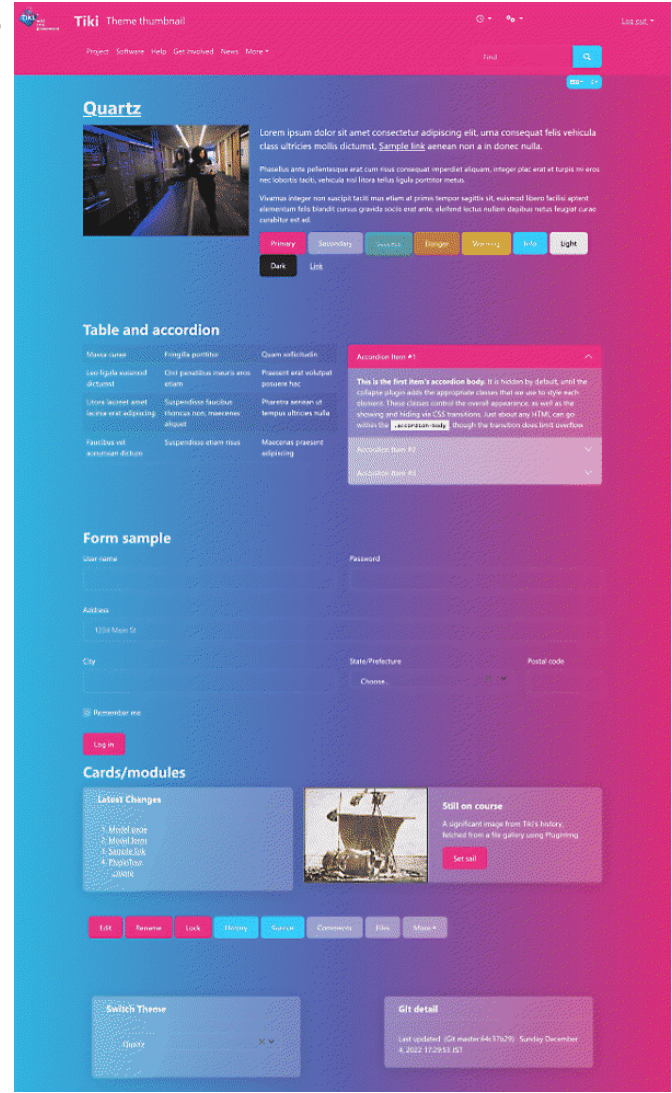 Tiki Theme thumbnail
Log out
Project Software Help Get involved News More
Find
Quartz
Lorem ipsum dolor sit amet consectetur adipiscing elit, urna consequat felis vehicula
class ultricies mollis dictumst, Sample link aenean non a in donec nulla.
Phasellus ante pellentesque erat cum risus consequat imperdiet aliquam, integer plac erat et turpis mi eros
nec lobortis taciti, vehicula nisl litora tellus ligula porttitor metus.
Vivamus integer non suscipit taciti mus etiam at primis tempor sagittis sit, euismod libero facilisi aptent
elementum felis blandit cursus gravida sociis erat ante, eleifend lectus nullam dapibus netus feugiat curae
curabitur est ad.
Primary Secondary Success Danger Warning Info Light
Dark Link
Table and accordion
Massa curae Fringilla porttitor Quam sollicitudin
Leo ligula euismod Orci penatibus mauris eros Praesent erat volutpat
dictumst etiam posuere hac
Litora laoreet amet Suspendisse faucibus Pharetra aenean ut
lacinia erat adipiscing rhoncus non, maecenas tempus ultricies nulla
aliquet
Faucibus est Suspendisse etiam risus Maecenas praesent
accumsan dictum adipiscing
Accordion Item #1
This is the first item's accordion body. It is hidden by default, until the
collapse plugin adds the appropriate classes that we use to style each
element. These classes control the overall appearance, as well as the
showing and hiding via CSS transitions. Just about any HTML can go
within the .accordion-body, though the transition does limit overflow.
Accordion Item #2
Accordion Item #3
Form sample
User name Password
Address
1234 Main St
City State/Prefecture Postal code
Choose...
Remember me
Log in
Cards/modules
Latest Changes
1. Model page
2. Model form
3. Sample link
4. PluginTour
...more
Still on course
A significant image from Tiki's history,
fetched from a file gallery using PluginImg.
Set sail
Edit Rename Lock History Source Comments Files More
Switch Theme
Quartz
Git detail
Last updated (Git master:64c37b29) Sunday December
4, 2022 17:29:53 JST